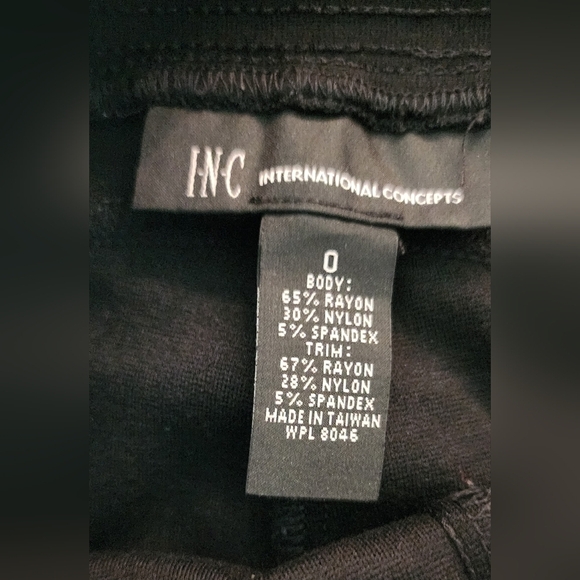 I·N·C INTERNATIONAL CONCEPTS
0
BODY:
65% RAYON
30% NYLON
5% SPANDEX
TRIM:
67% RAYON
28% NYLON
5% SPANDEX
MADE IN TAIWAN
WPL 8046